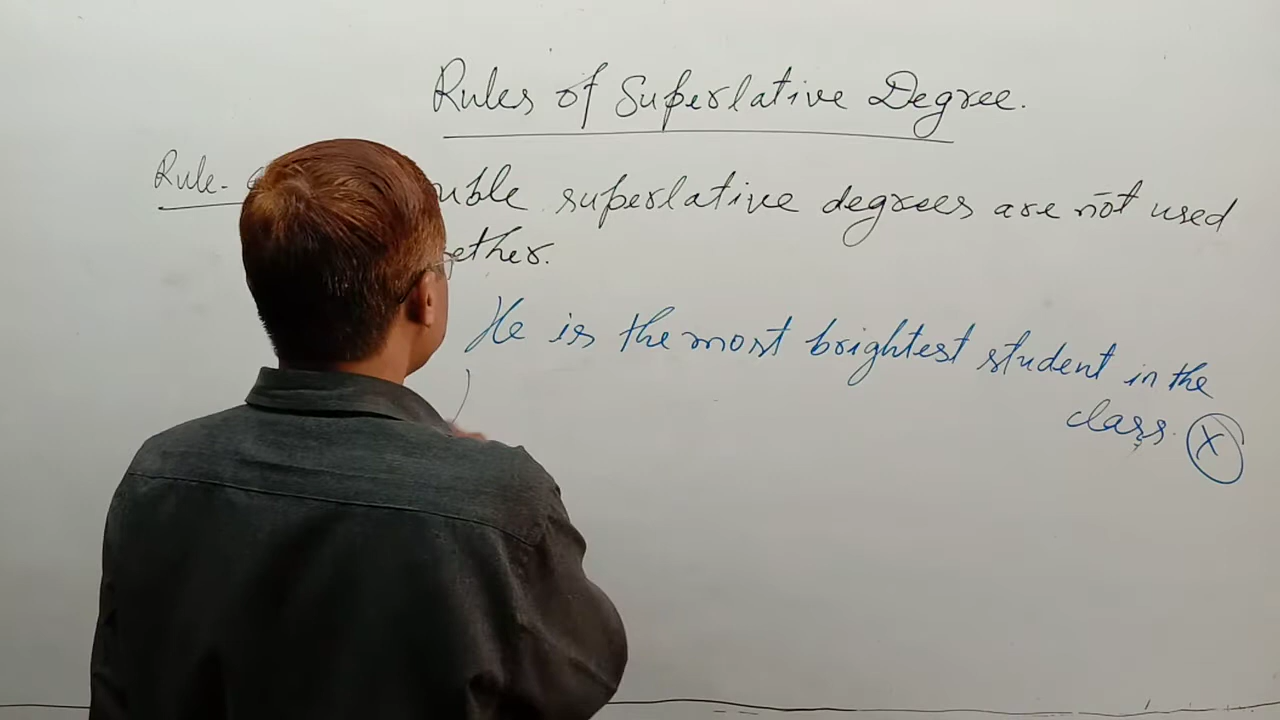 Rules of Superlative Degree.
Rule-
superlative degrees are not used
He is the most brightest student in the
class. X